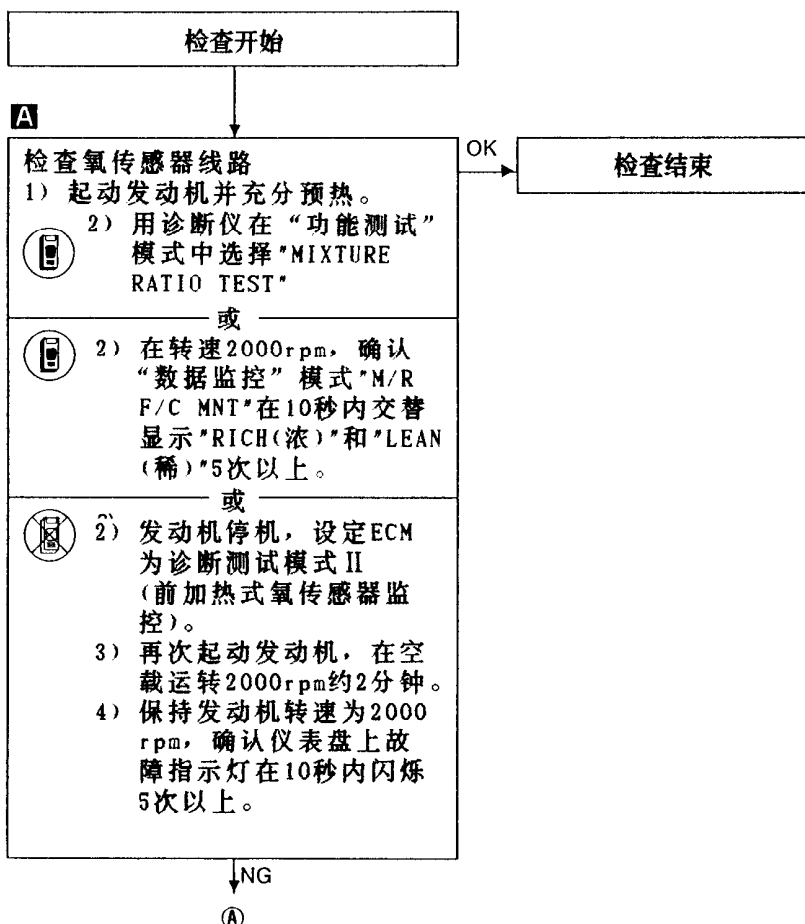 检查开始
A
检查氧传感器线路
OK
检查结束
1) 起动发动机并充分预热。
2) 用诊断仪在“功能测试”
模式中选择"MIXTURE
RATIO TEST"
或
2) 在转速2000rpm，确认
“数据监控”模式"M/R
F/C MNT"在10秒内交替
显示"RICH(浓)"和"LEAN
(稀)"5次以上。
或
2) 发动机停机，设定ECM
为诊断测试模式Ⅱ
(前加热式氧传感器监
控)。
3) 再次起动发动机，在空
载运转2000rpm约2分钟。
4) 保持发动机转速为2000
rpm，确认仪表盘上故
障指示灯在10秒内闪烁
5次以上。
NG
Ⓐ